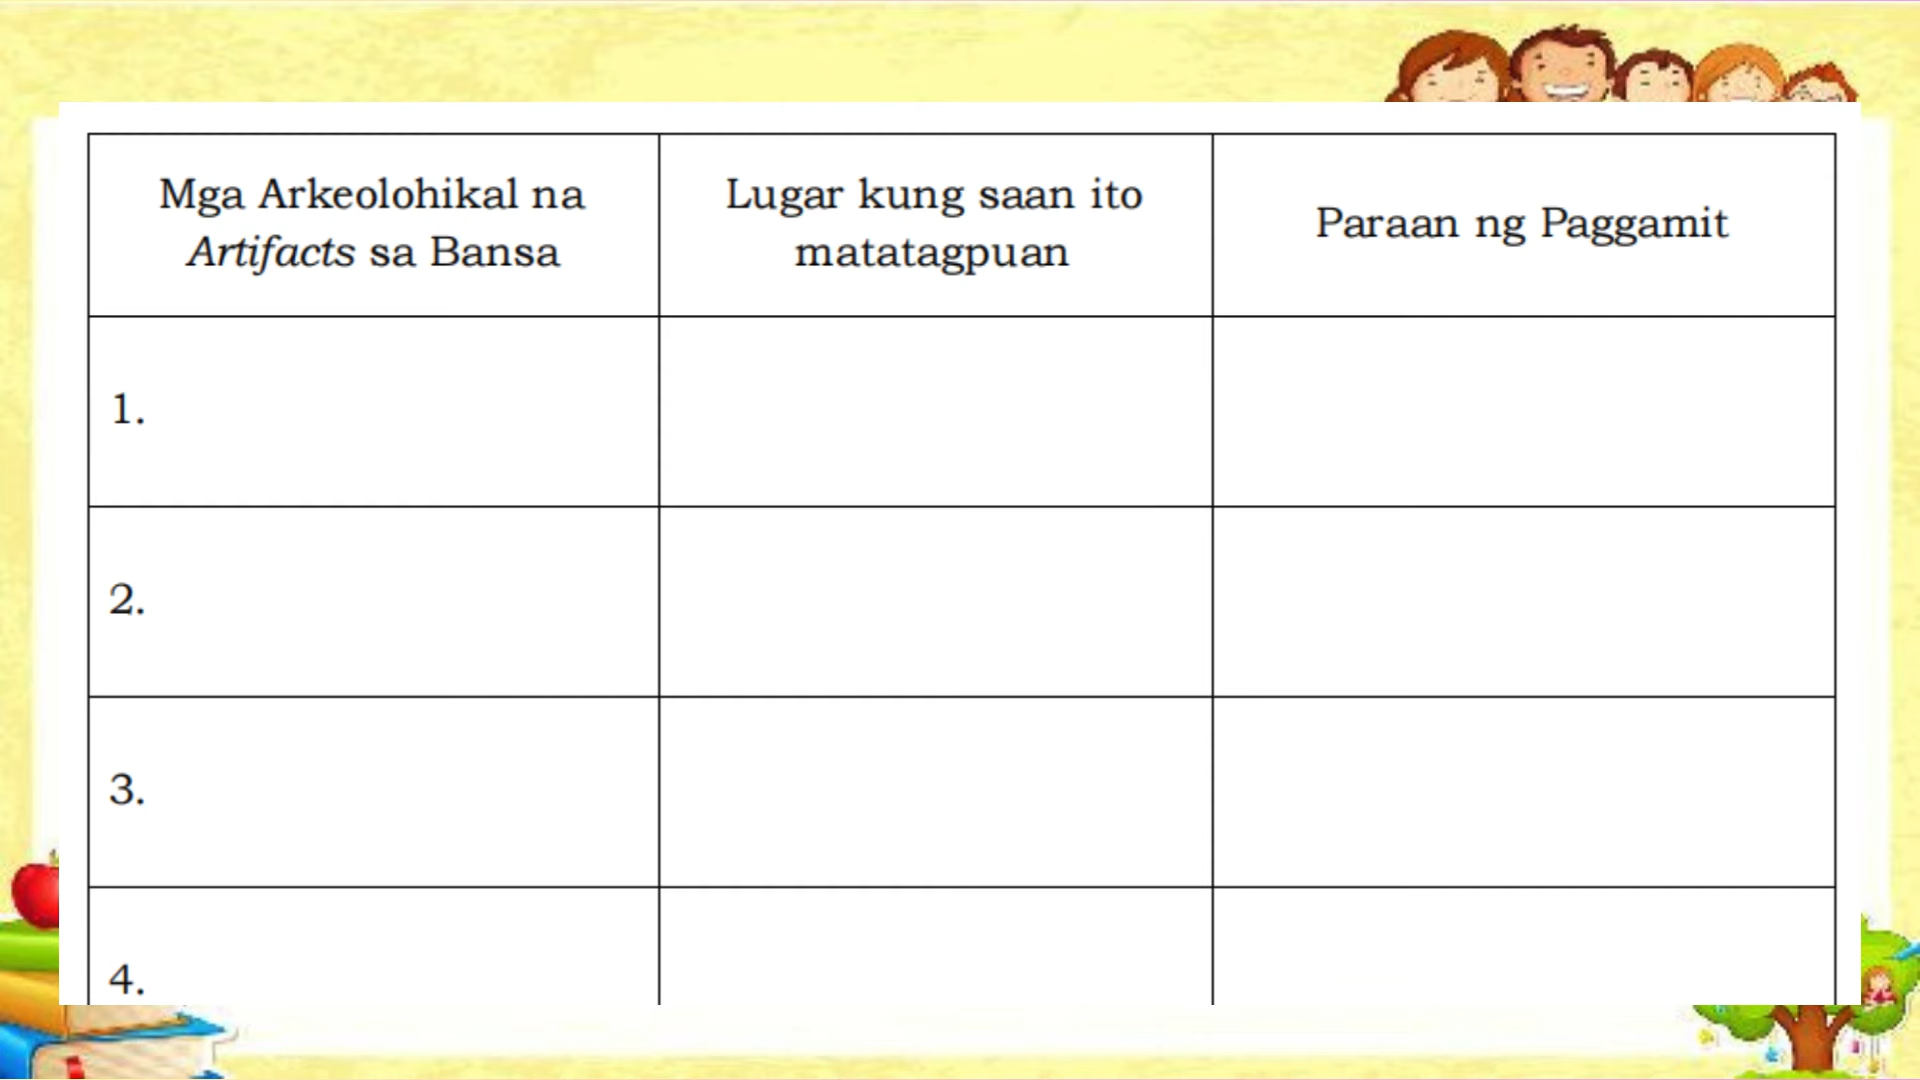 Mga Arkeolohikal na
Artifacts sa Bansa
Lugar kung saan ito
matatagpuan
Paraan ng Paggamit
1.
2.
3.
4.